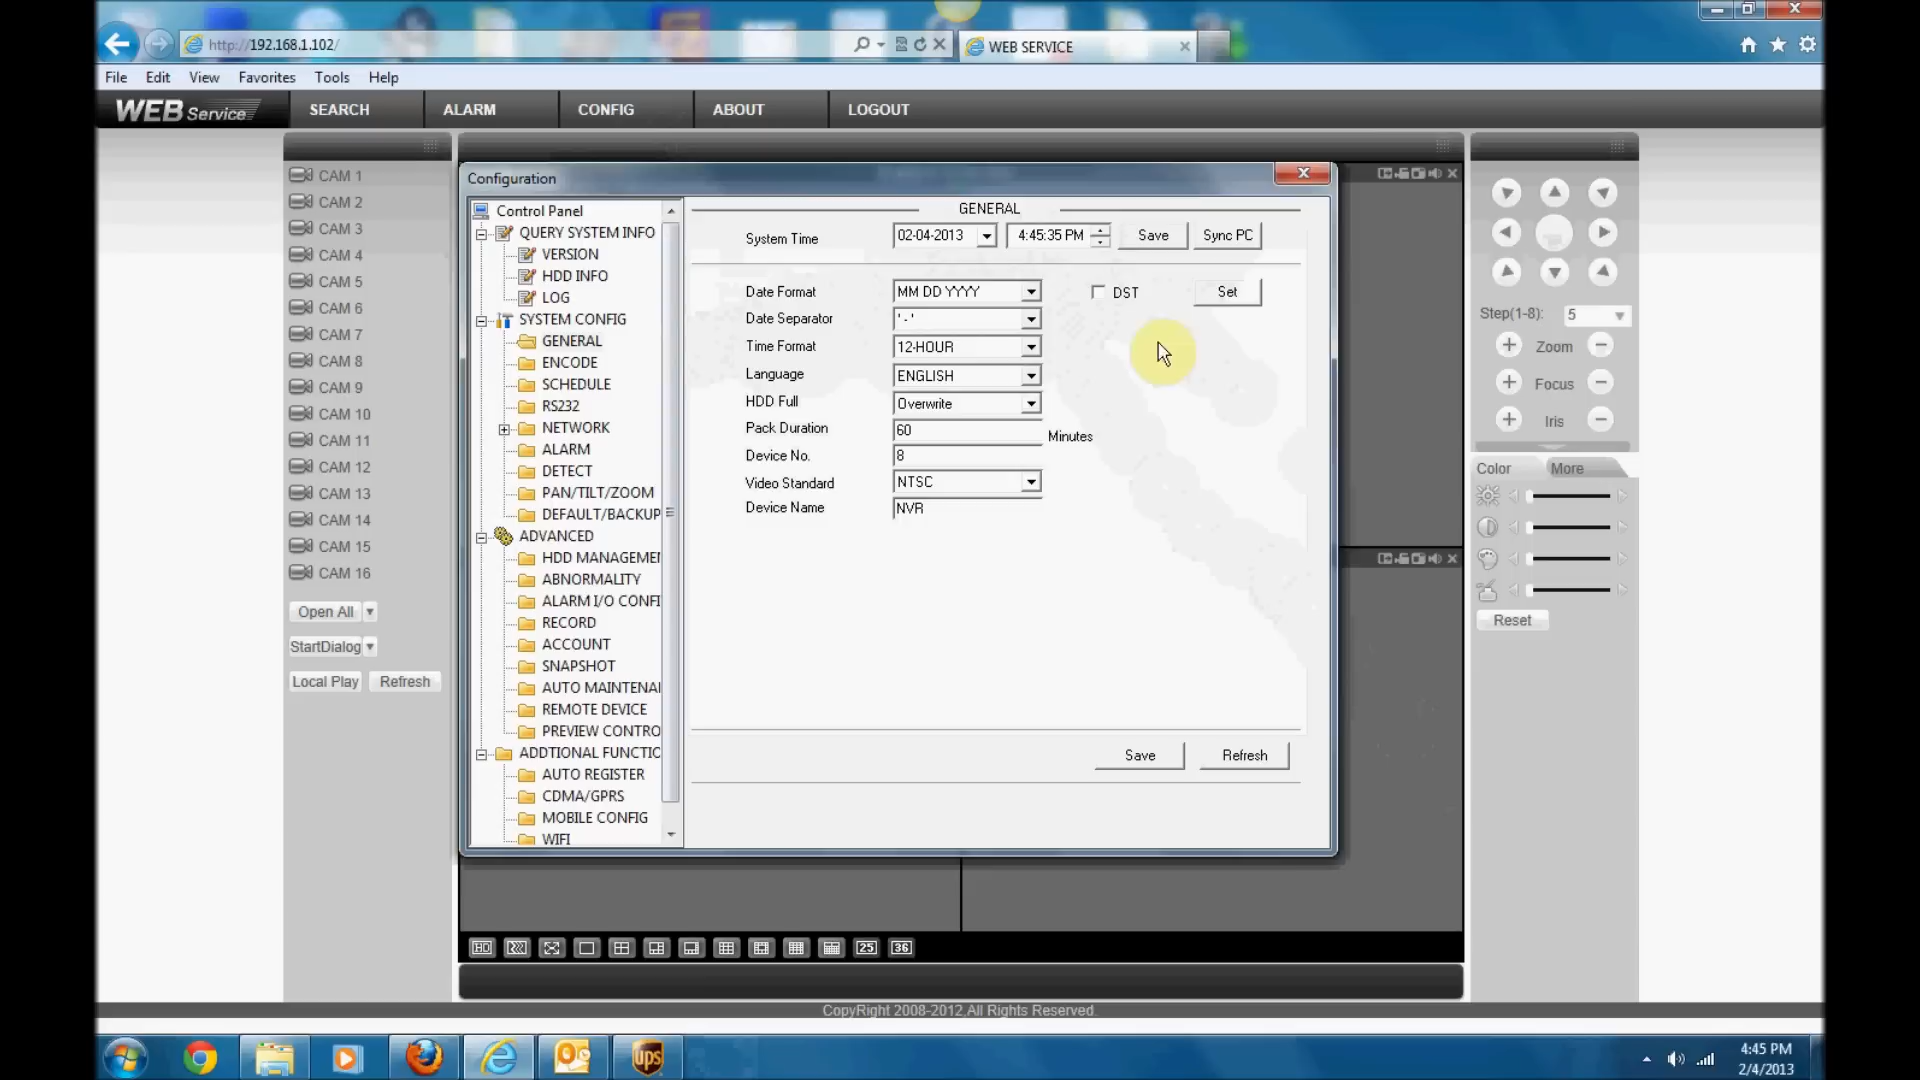 http://192.168.1.102/
WEB SERVICE
File Edit View Favorites Tools Help
WEB Service SEARCH ALARM CONFIG ABOUT LOGOUT
CAM 1
CAM 2
CAM 3
CAM 4
CAM 5
CAM 6
CAM 7
CAM 8
CAM 9
CAM 10
CAM 11
CAM 12
CAM 13
CAM 14
CAM 15
CAM 16
Open All
StartDialog
Local Play Refresh
Configuration
Control Panel
QUERY SYSTEM INFO
VERSION
HDD INFO
LOG
SYSTEM CONFIG
GENERAL
ENCODE
SCHEDULE
RS232
NETWORK
ALARM
DETECT
PAN/TILT/ZOOM
DEFAULT/BACKUP
ADVANCED
HDD MANAGEMEN
ABNORMALITY
ALARM I/O CONFI
RECORD
ACCOUNT
SNAPSHOT
AUTO MAINTENA
REMOTE DEVICE
PREVIEW CONTRO
ADDTIONAL FUNCTIC
AUTO REGISTER
CDMA/GPRS
MOBILE CONFIG
WIFI
GENERAL
System Time 02-04-2013 4:45:35 PM Save Sync PC
Date Format MM DD YYYY DST Set
Date Separator '-'
Time Format 12-HOUR
Language ENGLISH
HDD Full Overwrite
Pack Duration 60 Minutes
Device No. 8
Video Standard NTSC
Device Name NVR
Save Refresh
Step(1-8): 5
Zoom
Focus
Iris
Color More
Reset
HD 25 36
CopyRight 2008-2012,All Rights Reserved.
ups
4:45 PM
2/4/2013